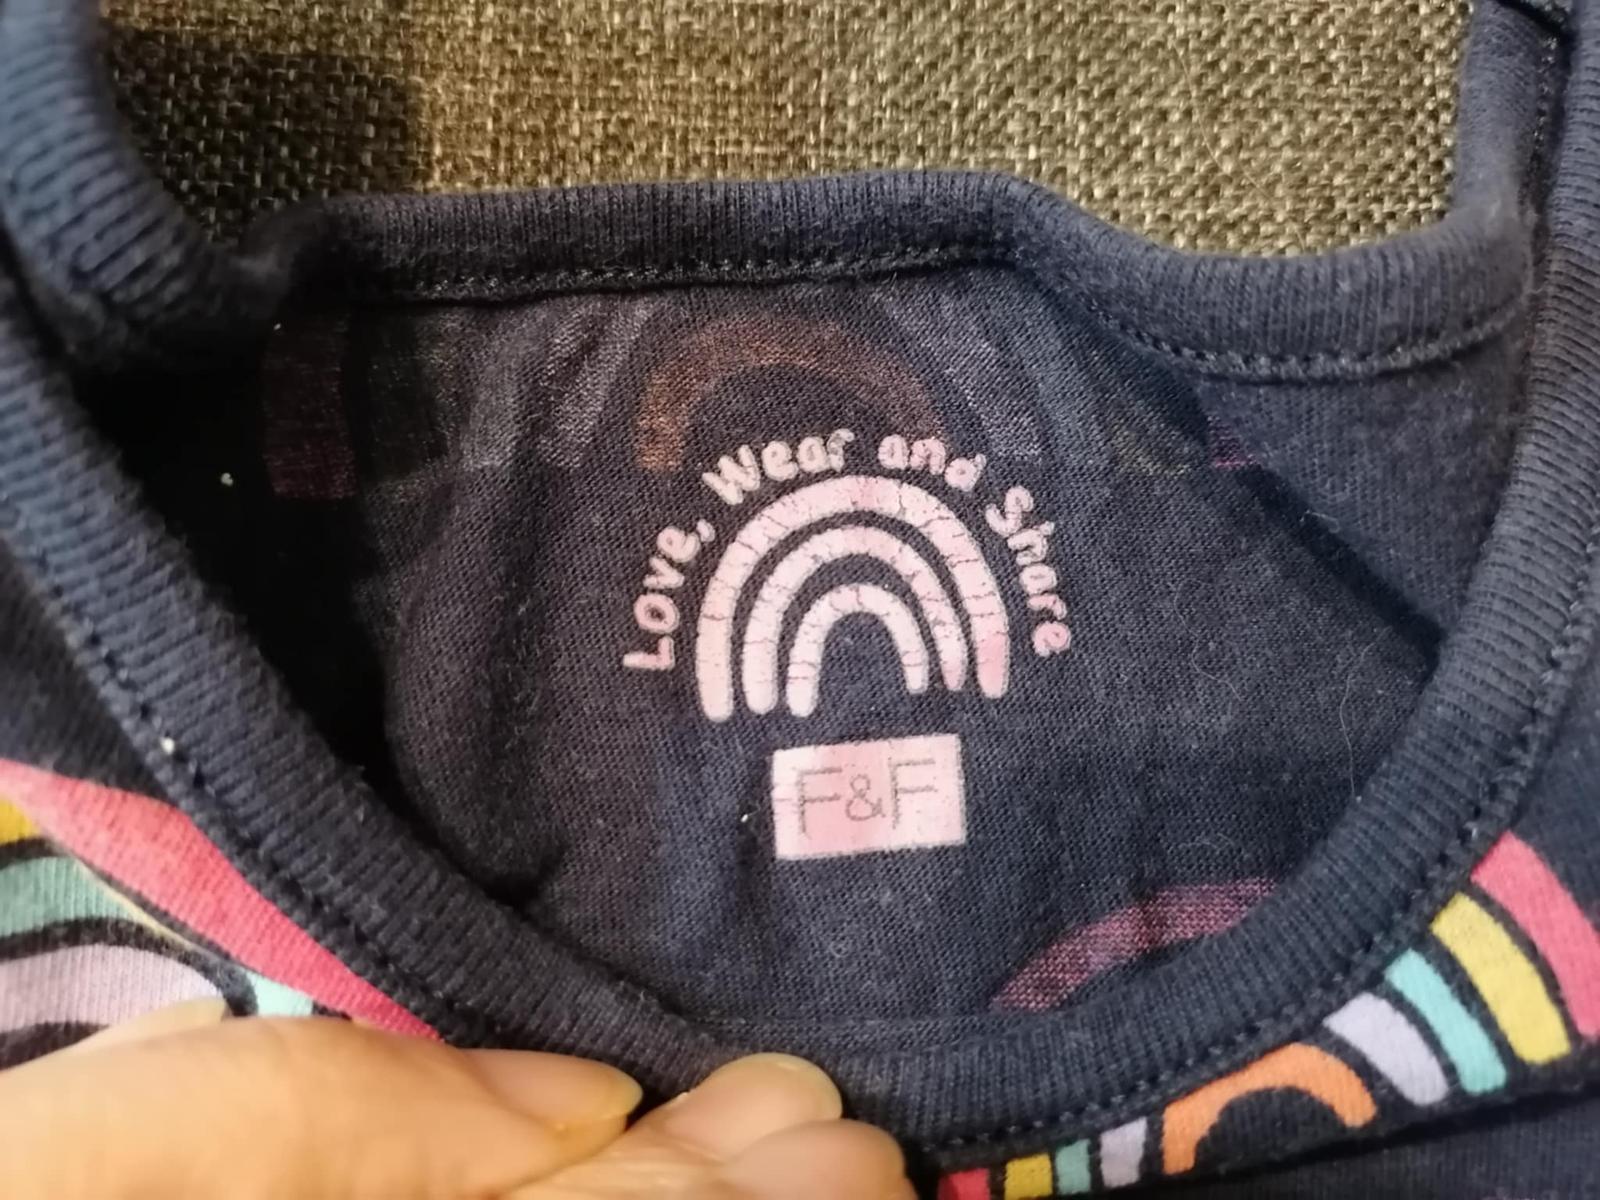 Love, Wear and Share
F&F